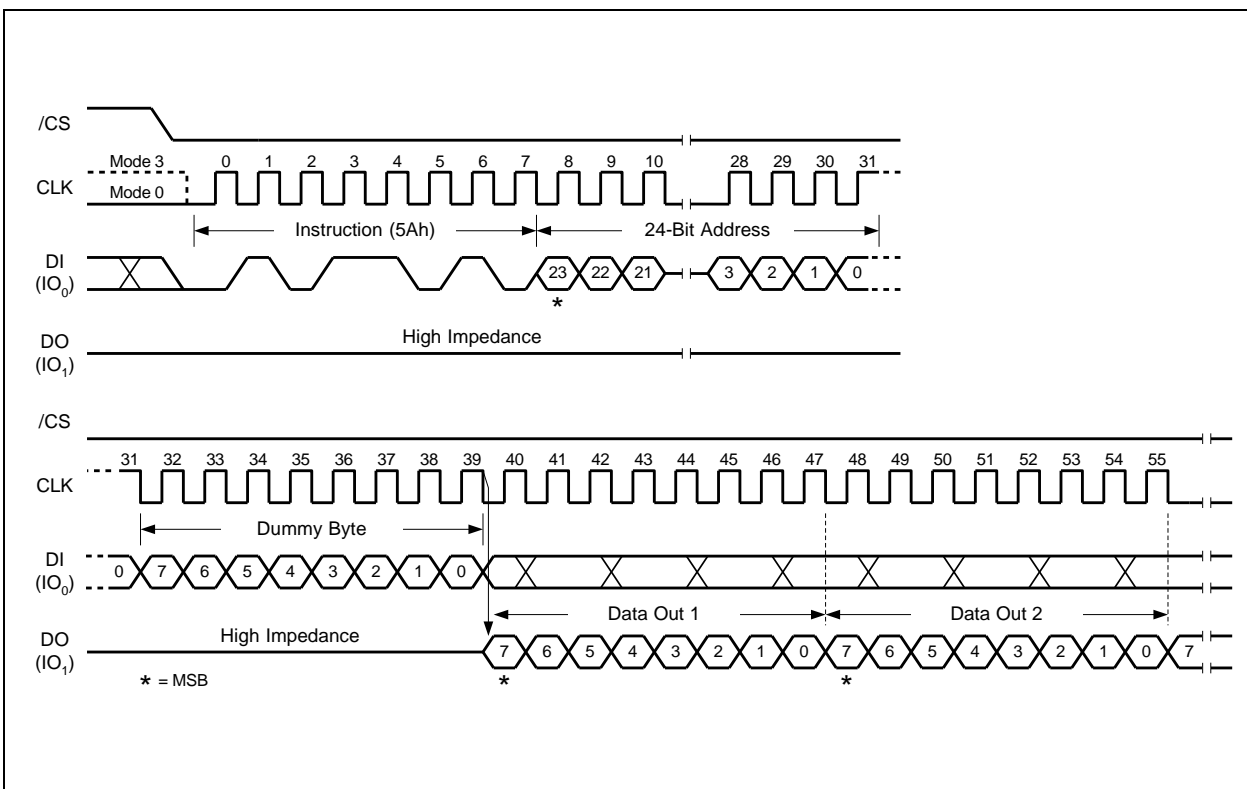 /CS
Mode 3 0 1 2 3 4 5 6 7 8 9 10 28 29 30 31
CLK
Mode 0
Instruction (5Ah) 24-Bit Address
DI
(IO0) 23 22 21 3 2 1 0
*
DO High Impedance
(IO1)
/CS
31 32 33 34 35 36 37 38 39 40 41 42 43 44 45 46 47 48 49 50 51 52 53 54 55
CLK
Dummy Byte
DI
(IO0) 0 7 6 5 4 3 2 1 0
Data Out 1 Data Out 2
DO High Impedance
(IO1) 7 6 5 4 3 2 1 0 7 6 5 4 3 2 1 0 7
* = MSB * *